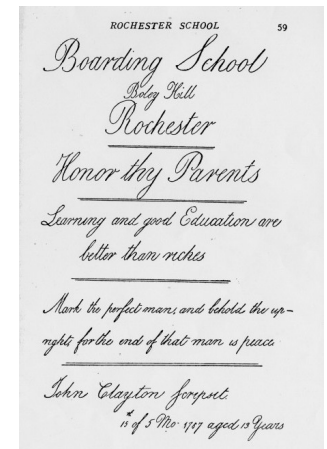 ROCHESTER SCHOOL 59
Boarding School
Boley Hill
Rochester
Honor thy Parents
Learning and good Education are
better than riches
Mark the perfect man, and behold the up-
right, for the end of that man is peace
John Clayton scripsit.
15 of 5 Mo. 1787 aged 13 Years